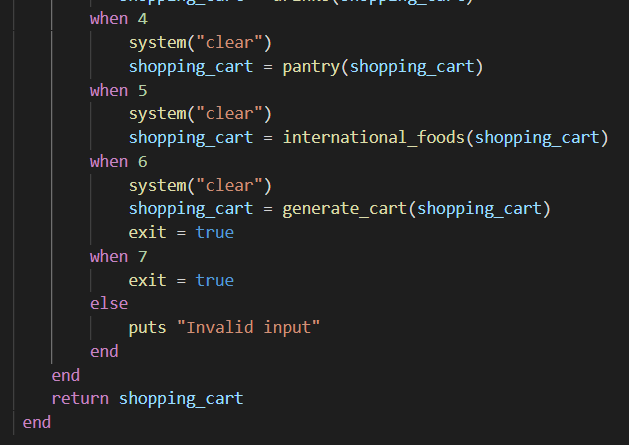 when 4
system("clear")
shopping_cart = pantry(shopping_cart)
when 5
system("clear")
shopping_cart = international_foods(shopping_cart)
when 6
system("clear")
shopping_cart = generate_cart(shopping_cart)
exit = true
when 7
exit = true
else
puts "Invalid input"
end
end
return shopping_cart
end